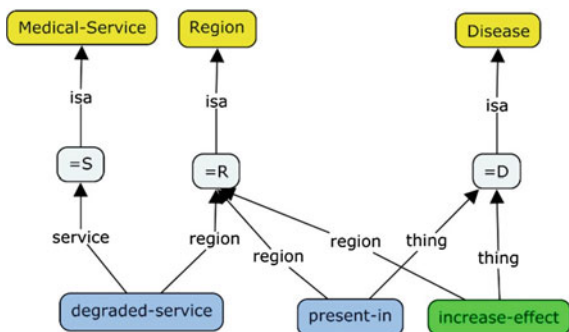 Medical-Service Region Disease
isa isa isa
=S =R =D
service region region region thing thing
degraded-service present-in increase-effect